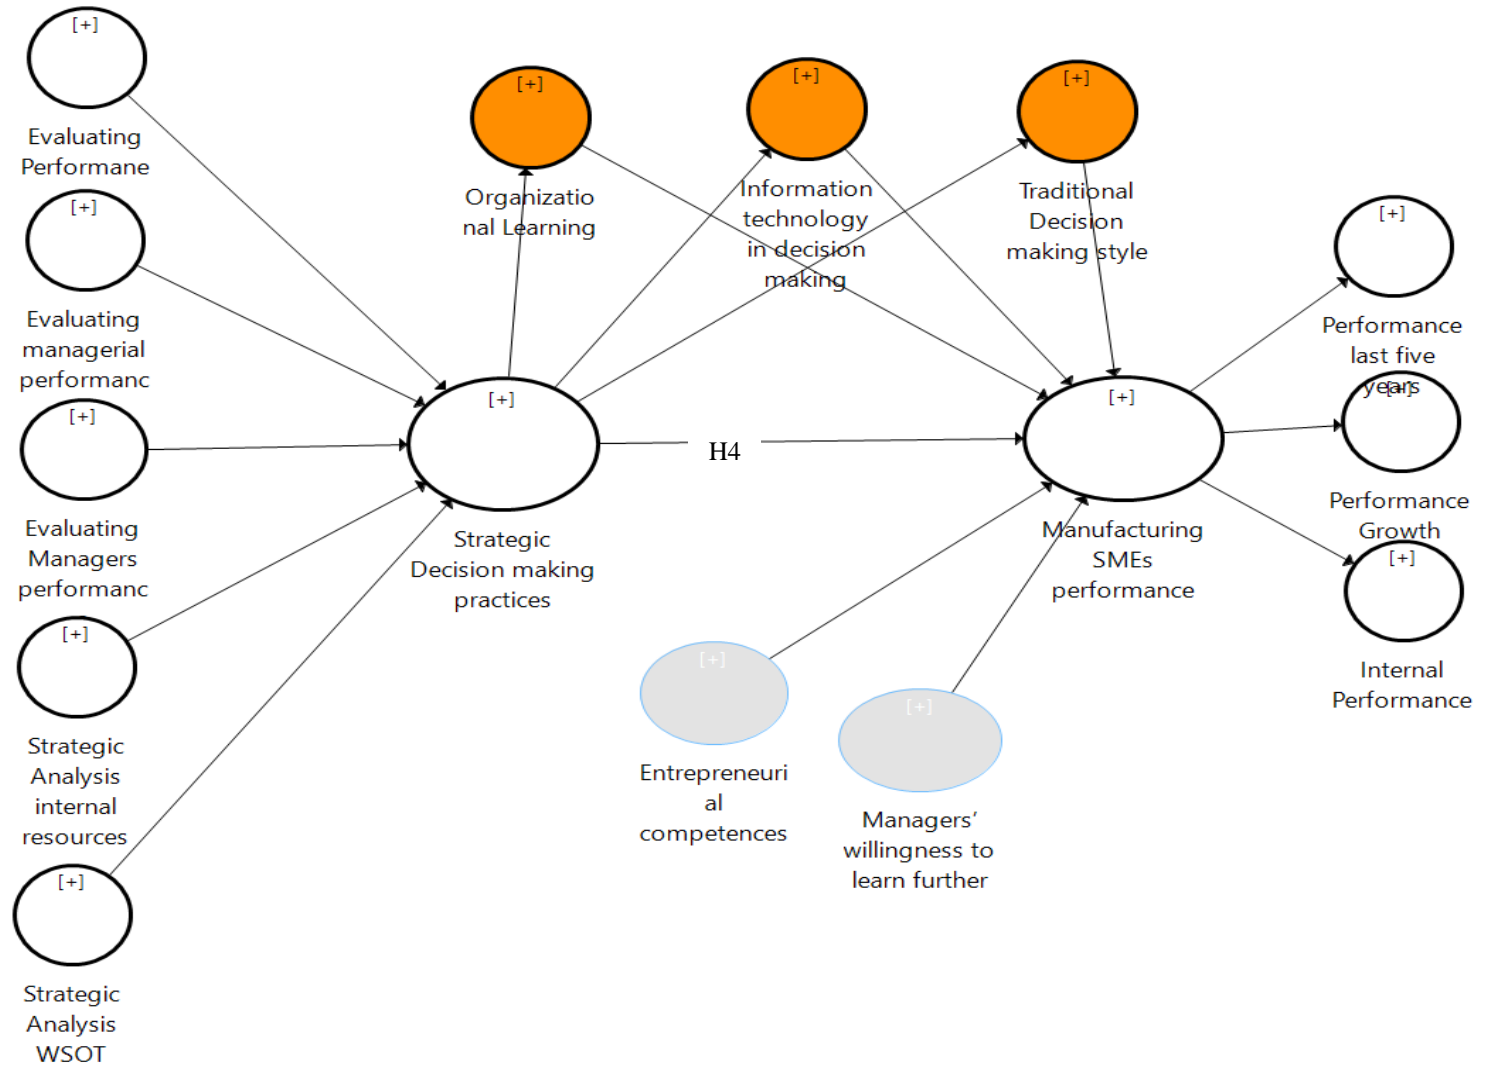 [+]
Evaluating
Performane
[+]
Evaluating
managerial
performanc
[+]
Evaluating
Managers
performanc
[+]
Strategic
Analysis
internal
resources
[+]
Strategic
Analysis
WSOT
[+]
Organizatio
nal Learning
[+]
Information
technology
in decision
making
[+]
Traditional
Decision
making style
[+]
Strategic
Decision making
practices
H4
[+]
Manufacturing
SMEs
performance
[+]
Entrepreneuri
al
competences
[+]
Managers’
willingness to
learn further
[+]
Performance
last five
years
[+]
Performance
Growth
[+]
Internal
Performance